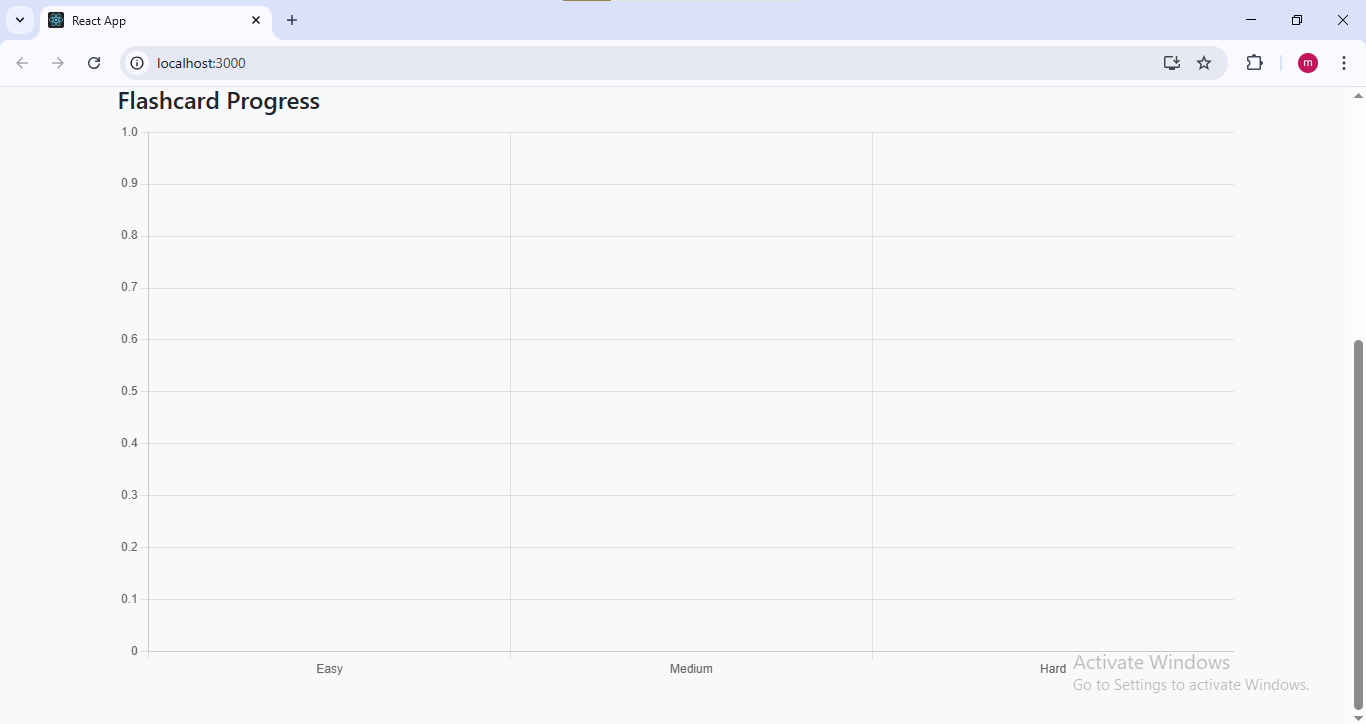 React App
localhost:3000
m
Flashcard Progress
1.0
0.9
0.8
0.7
0.6
0.5
0.4
0.3
0.2
0.1
0
Easy Medium Hard
Activate Windows
Go to Settings to activate Windows.